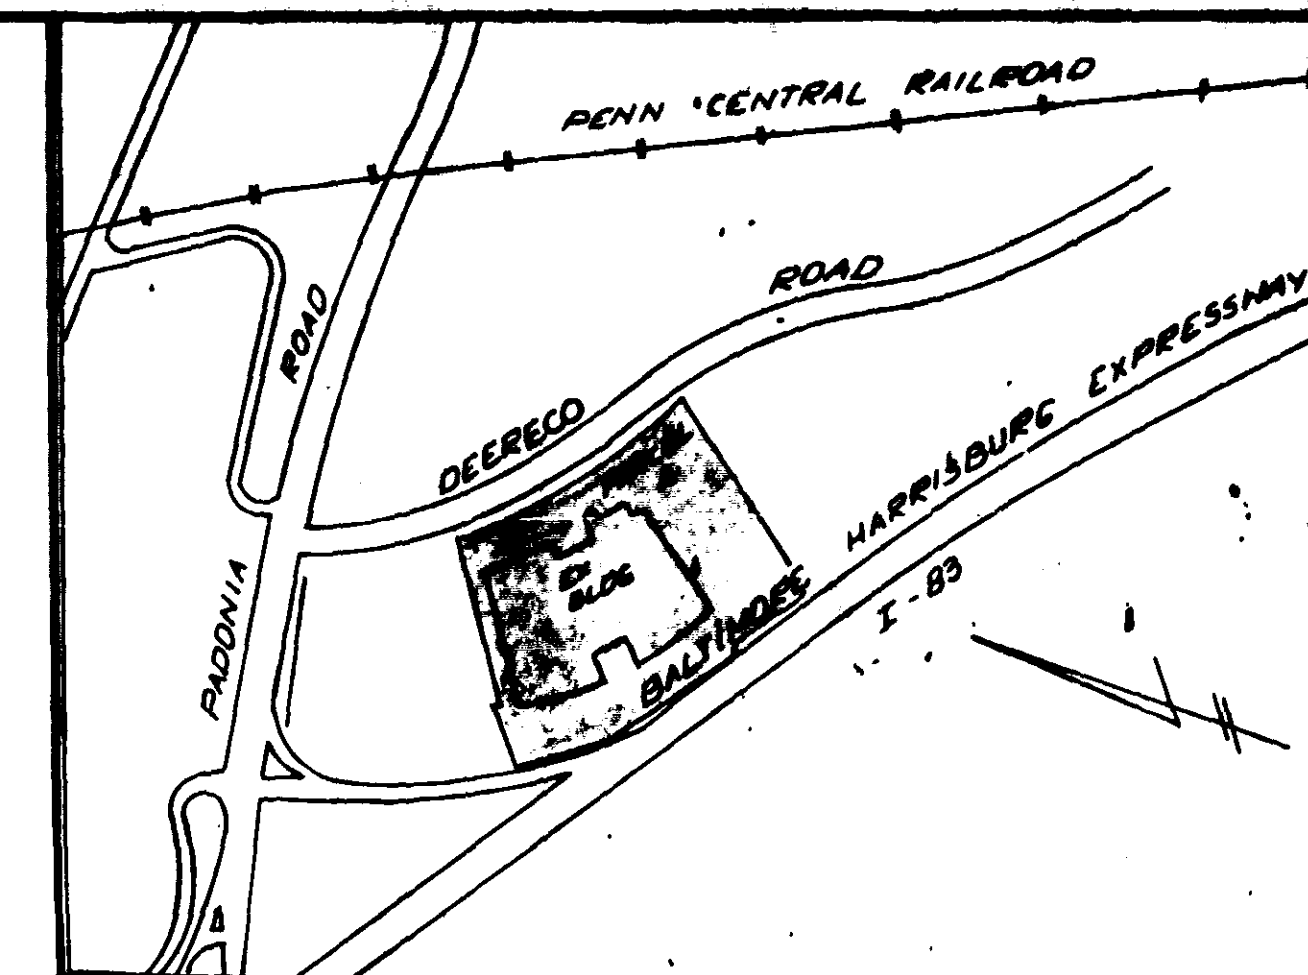 PENN CENTRAL RAILROAD
ROAD
DEERECO ROAD
PADONIA
EX
BLDG
BALTIMORE HARRISBURG EXPRESSWAY
I-83